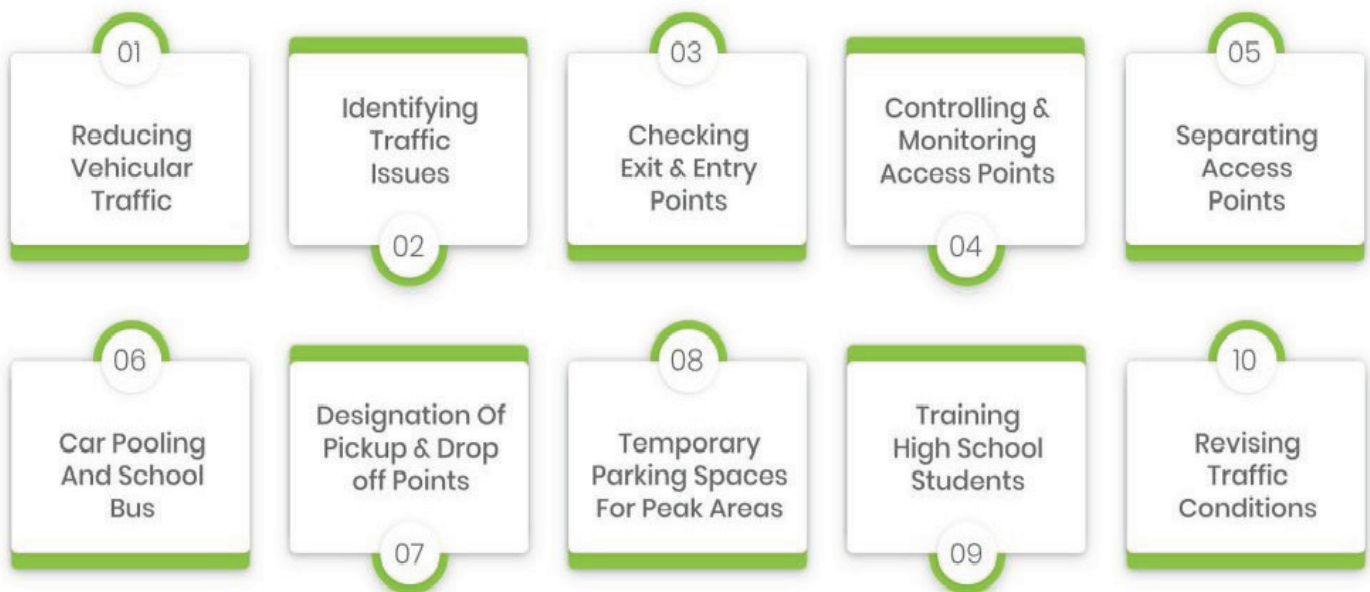 01
Reducing
Vehicular
Traffic
Identifying
Traffic
Issues
02
03
Checking
Exit & Entry
Points
Controlling &
Monitoring
Access Points
04
05
Separating
Access
Points
06
Car Pooling
And School
Bus
Designation Of
Pickup & Drop
off Points
07
08
Temporary
Parking Spaces
For Peak Areas
Training
High School
Students
09
10
Revising
Traffic
Conditions